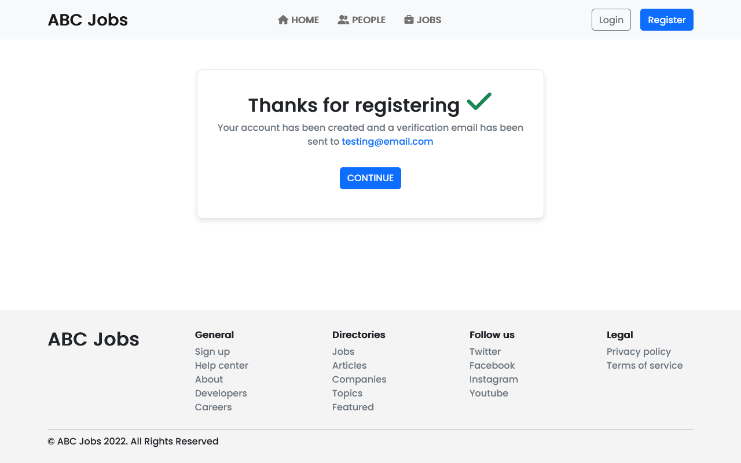 ABC Jobs
HOME PEOPLE JOBS
Login Register
Thanks for registering
Your account has been created and a verification email has been
sent to testing@email.com
CONTINUE
ABC Jobs
General
Sign up
Help center
About
Developers
Careers
Directories
Jobs
Articles
Companies
Topics
Featured
Follow us
Twitter
Facebook
Instagram
Youtube
Legal
Privacy policy
Terms of service
© ABC Jobs 2022. All Rights Reserved